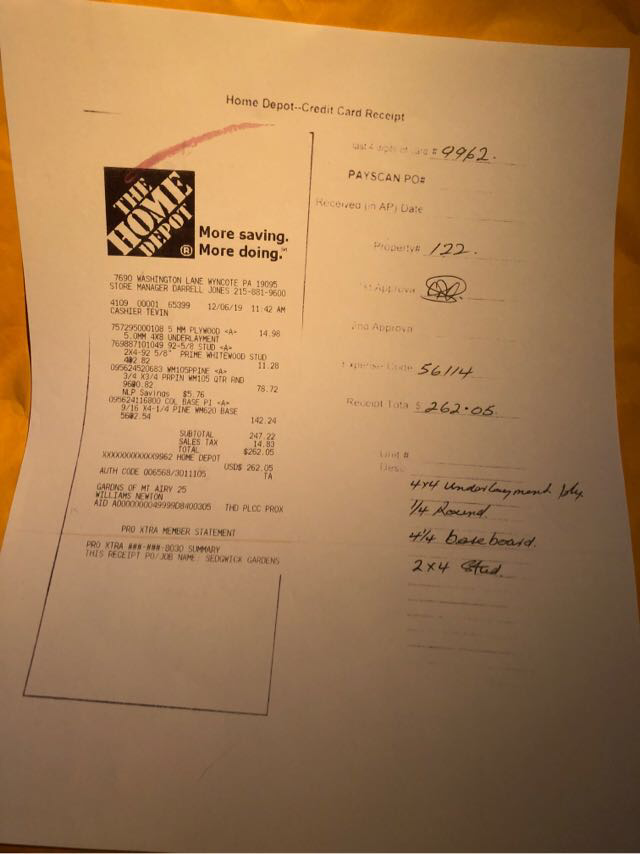 Home Depot--Credit Card Receipt
THE HOME DEPOT ®
More saving.
More doing.
7690 WASHINGTON LANE WYNCOTE PA 19095
STORE MANAGER DARRELL JONES 215-881-9600
4109 00001 65399 12/06/19 11:42 AM
CASHIER TEVIN
757295000108 5 MM PLYWOOD <A> 14.98
5.0MM 4X8 UNDERLAYMENT
769887101049 92-5/8 STUD <A>
2X4-92 5/8" PRIME WHITEWOOD STUD
4@2.82 11.28
095624520683 WM105PPINE <A>
3/4 X3/4 PRPIN WM105 QTR RND
96@0.82 78.72
NLP Savings $5.76
095624116800 COL BASE PI <A>
9/16 X4-1/4 PINE WM620 BASE
56@2.54 142.24
SUBTOTAL 247.22
SALES TAX 14.83
TOTAL $262.05
XXXXXXXXXXXX9962 HOME DEPOT
USD$ 262.05
AUTH CODE 006568/3011105 TA
GARDNS OF MT AIRY 25
WILLIAMS NEWTON
AID A0000000049999D8400305 THD PLCC PROX
PRO XTRA MEMBER STATEMENT
PRO XTRA ###-###-8030 SUMMARY
THIS RECEIPT PO/JOB NAME: SEDGWICK GARDENS
last 4 digits of card # 9962.
PAYSCAN PO#
Received (in AP) Date
Property# 122.
1st Approval
2nd Approval
Expense Code 56114
Receipt Total $ 262.05
Unit #
Desc
4x4 Underlayment ply.
1/4 Round.
4 1/4 baseboard.
2x4 Stud.